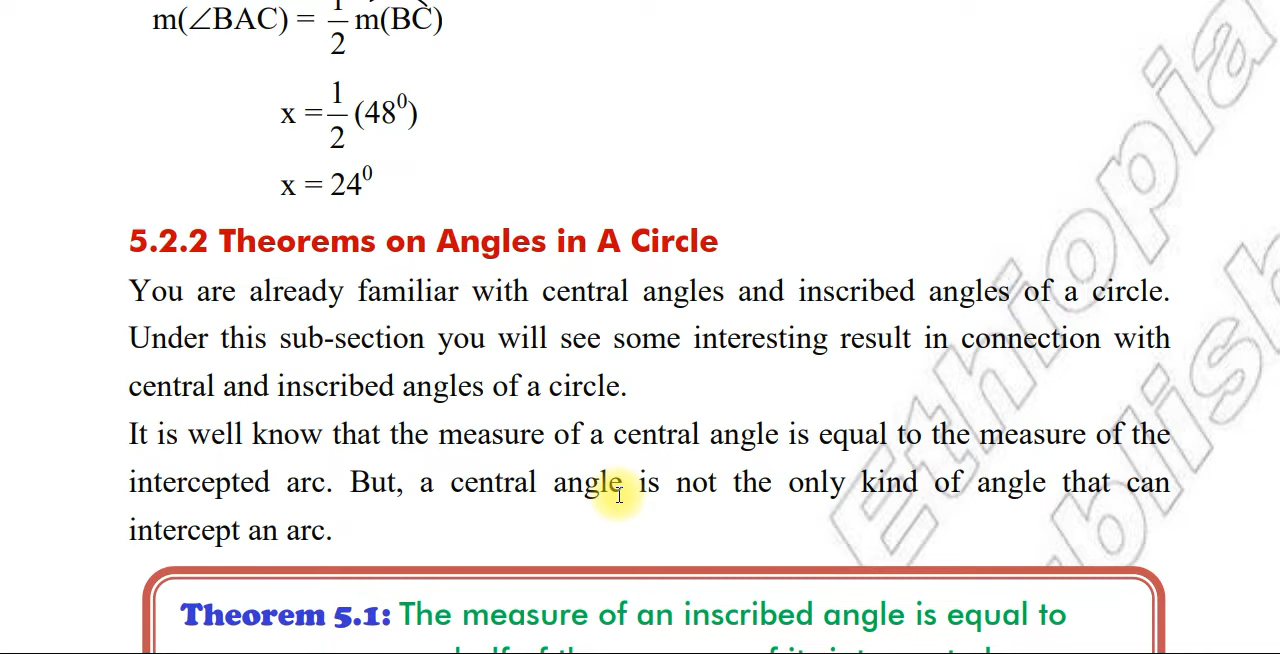 m(∠BAC) = 1/2 m(BC)
x = 1/2 (48⁰)
x = 24⁰
5.2.2 Theorems on Angles in A Circle
You are already familiar with central angles and inscribed angles of a circle.
Under this sub-section you will see some interesting result in connection with
central and inscribed angles of a circle.
It is well know that the measure of a central angle is equal to the measure of the
intercepted arc. But, a central angle is not the only kind of angle that can
intercept an arc.
Theorem 5.1: The measure of an inscribed angle is equal to
Ethiopia